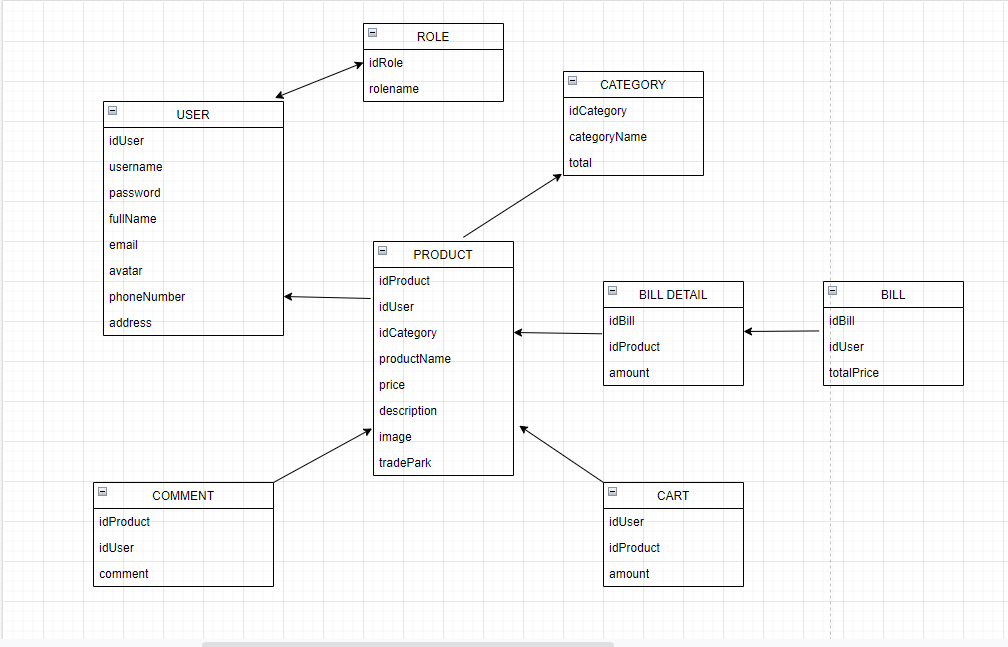 ROLE
idRole
rolename
CATEGORY
idCategory
categoryName
total
USER
idUser
username
password
fullName
email
avatar
phoneNumber
address
PRODUCT
idProduct
idUser
idCategory
productName
price
description
image
tradePark
BILL DETAIL
idBill
idProduct
amount
BILL
idBill
idUser
totalPrice
COMMENT
idProduct
idUser
comment
CART
idUser
idProduct
amount